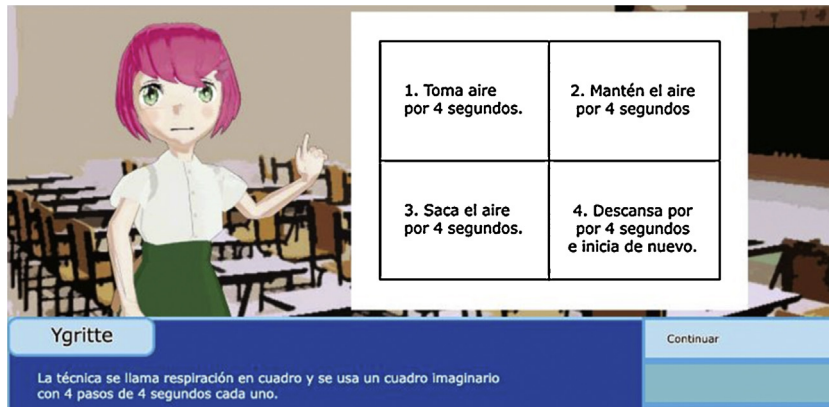 1. Toma aire
por 4 segundos.
2. Mantén el aire
por 4 segundos
3. Saca el aire
por 4 segundos.
4. Descansa por
por 4 segundos
e inicia de nuevo.
Ygritte
Continuar
La técnica se llama respiración en cuadro y se usa un cuadro imaginario
con 4 pasos de 4 segundos cada uno.